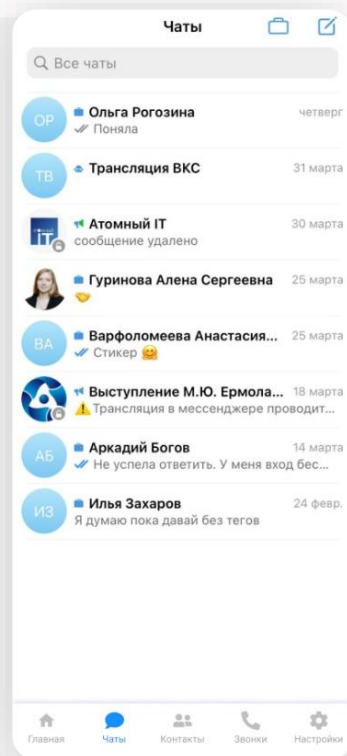 Чаты
Все чаты
ОР
Ольга Рогозина
четверг
Поняла
ТВ
Трансляция ВКС
31 марта
IT
Атомный IT
30 марта
сообщение удалено
Гуринова Алена Сергеевна
25 марта
ВА
Варфоломеева Анастасия...
25 марта
Стикер 🤗
Выступление М.Ю. Ермола...
18 марта
Трансляция в мессенджере проводит...
АБ
Аркадий Богов
14 марта
Не успела ответить. У меня вход бес...
ИЗ
Илья Захаров
24 февр.
Я думаю пока давай без тегов
Главная
Чаты
Контакты
Звонки
Настройки